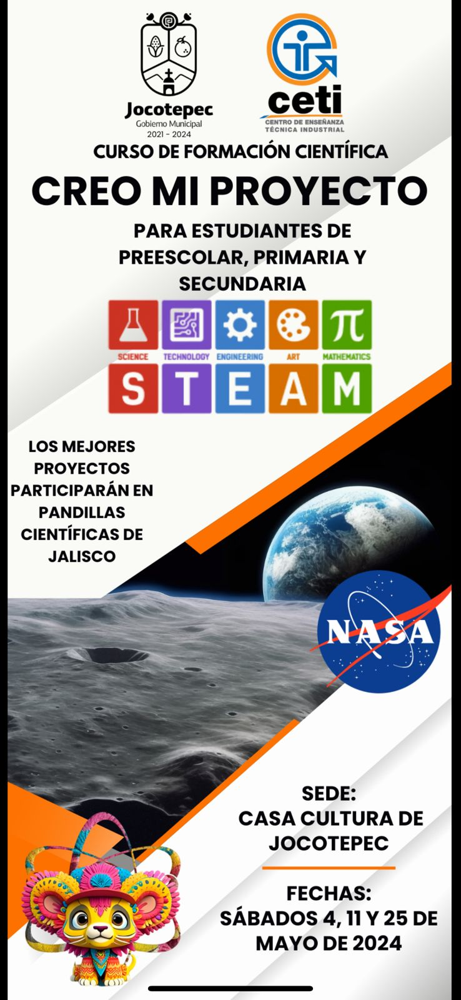 Jocotepec
Gobierno Municipal
2021 - 2024
ceti
CENTRO DE ENSEÑANZA
TÉCNICA INDUSTRIAL
CURSO DE FORMACIÓN CIENTÍFICA
CREO MI PROYECTO
PARA ESTUDIANTES DE
PREESCOLAR, PRIMARIA Y
SECUNDARIA
π
SCIENCE TECHNOLOGY ENGINEERING ART MATHEMATICS
S T E A M
LOS MEJORES
PROYECTOS
PARTICIPARÁN EN
PANDILLAS
CIENTÍFICAS DE
JALISCO
NASA
SEDE:
CASA CULTURA DE
JOCOTEPEC
FECHAS:
SÁBADOS 4, 11 Y 25 DE
MAYO DE 2024